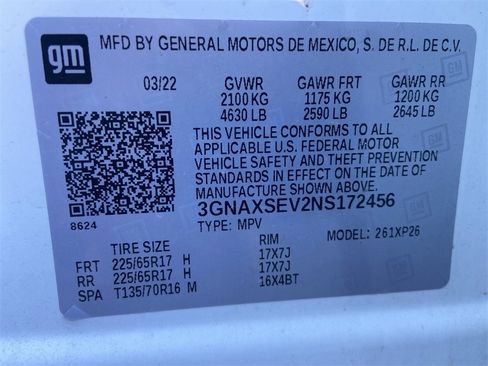 gm
MFD BY GENERAL MOTORS DE MEXICO, S. DE R.L. DE C.V.
03/22 GVWR GAWR FRT GAWR RR
2100 KG 1175 KG 1200 KG
4630 LB 2590 LB 2645 LB
THIS VEHICLE CONFORMS TO ALL
APPLICABLE U.S. FEDERAL MOTOR
VEHICLE SAFETY AND THEFT PREVENTION
STANDARDS IN EFFECT ON THE DATE OF
MANUFACTURE SHOWN ABOVE.
8624 3GNAXSEV2NS172456
TYPE: MPV MODEL: 261XP26
TIRE SIZE RIM
FRT 225/65R17 H 17X7J
RR 225/65R17 H 17X7J
SPA T135/70R16 M 16X4BT